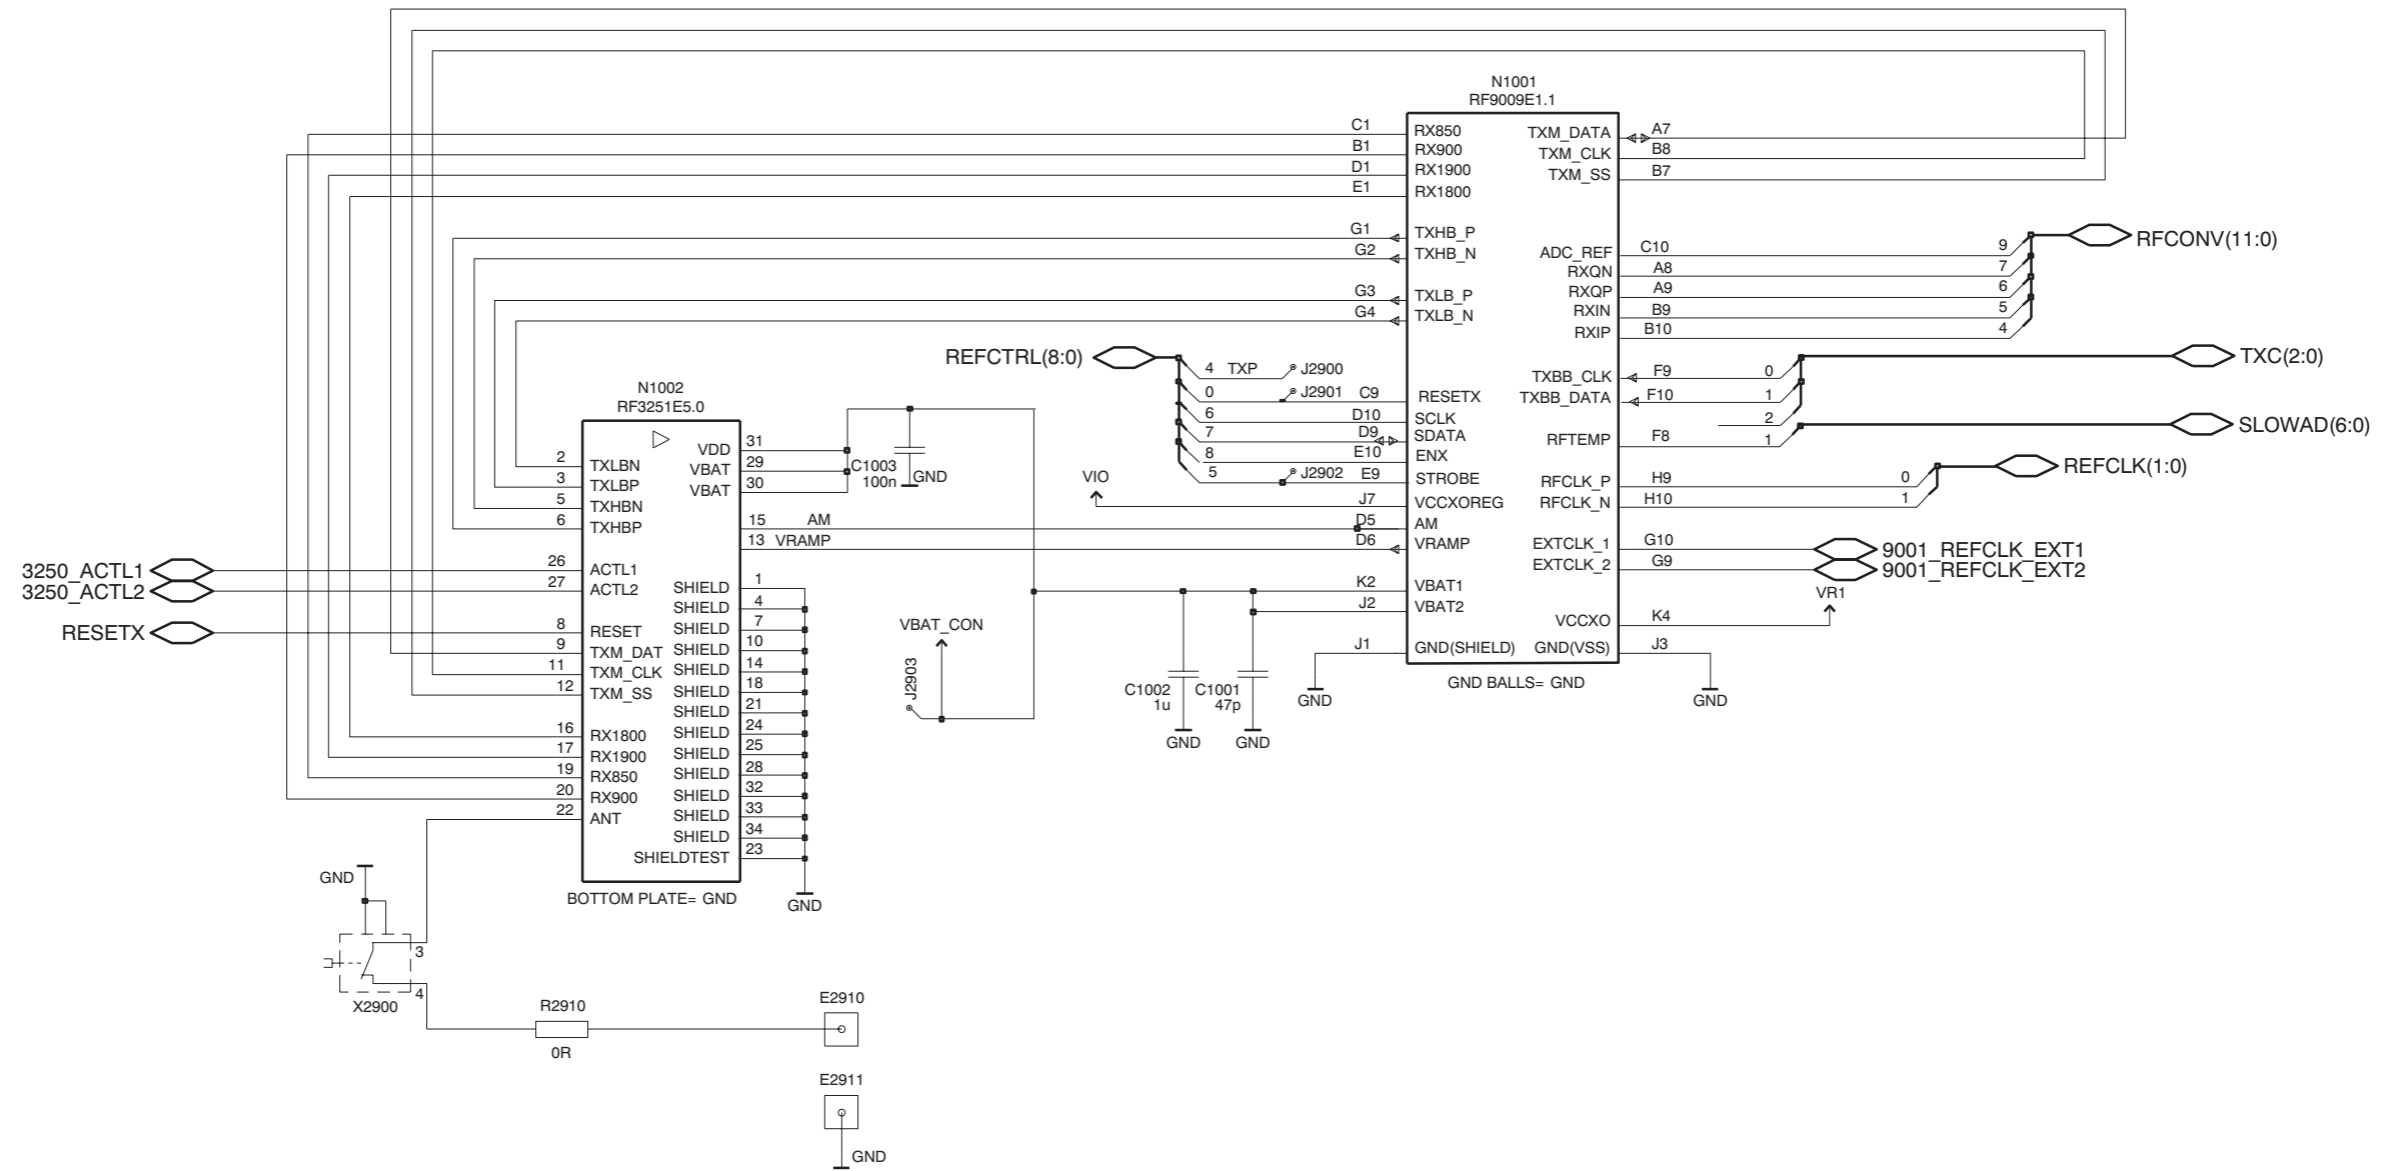 N1001
RF9009E1.1
C1 RX850 TXM_DATA A7
B1 RX900 TXM_CLK B8
D1 RX1900 TXM_SS B7
E1 RX1800
G1 TXHB_P
G2 TXHB_N
ADC_REF C10 9 RFCONV(11:0)
RXQN A8 7
G3 TXLB_P RXQP A9 6
G4 TXLB_N RXIN B9 5
RXIP B10 4
REFCTRL(8:0)
4 TXP J2900
TXC(2:0)
TXBB_CLK F9 0
0 J2901 C9 RESETX TXBB_DATA F10 1
6 D10 SCLK 2
7 D9 SDATA RFTEMP F8 1 SLOWAD(6:0)
8 E10 ENX
5 J2902 E9 STROBE RFCLK_P H9 0 REFCLK(1:0)
VIO J7 VCCXOREG RFCLK_N H10 1
N1002
RF3251E5.0
VDD 31
2 TXLBN VBAT 29 C1003
100n GND
3 TXLBP VBAT 30
5 TXHBN
6 TXHBP 15 AM D5 AM
13 VRAMP D6 VRAMP
EXTCLK_1 G10 9001_REFCLK_EXT1
EXTCLK_2 G9 9001_REFCLK_EXT2
3250_ACTL1 26 ACTL1
3250_ACTL2 27 ACTL2
SHIELD 1 K2 VBAT1
SHIELD 4 J2 VBAT2
VR1
VCCXO K4
RESETX 8 RESET SHIELD 7 VBAT_CON
9 TXM_DAT SHIELD 10 J1 GND(SHIELD) GND(VSS) J3
11 TXM_CLK SHIELD 14
12 TXM_SS SHIELD 18 J2903 C1002 C1001 GND GND BALLS= GND GND
SHIELD 21 1u 47p
16 RX1800 SHIELD 24 GND GND
17 RX1900 SHIELD 25
19 RX850 SHIELD 28
20 RX900 SHIELD 32
22 ANT SHIELD 33
SHIELD 34
SHIELDTEST 23
GND
BOTTOM PLATE= GND GND
3
4
X2900
R2910 E2910
0R
E2911
GND